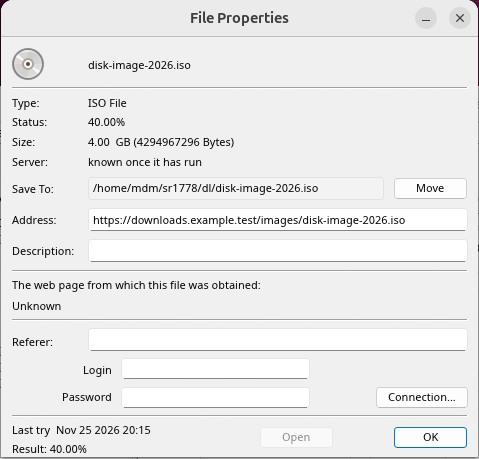 File Properties
disk-image-2026.iso
Type: ISO File
Status: 40.00%
Size: 4.00 GB (4294967296 Bytes)
Server: known once it has run
Save To: /home/mdm/sr1778/dl/disk-image-2026.iso Move
Address: https://downloads.example.test/images/disk-image-2026.iso
Description:
The web page from which this file was obtained:
Unknown
Referer:
Login
Password Connection...
Last try Nov 25 2026 20:15 Open OK
Result: 40.00%